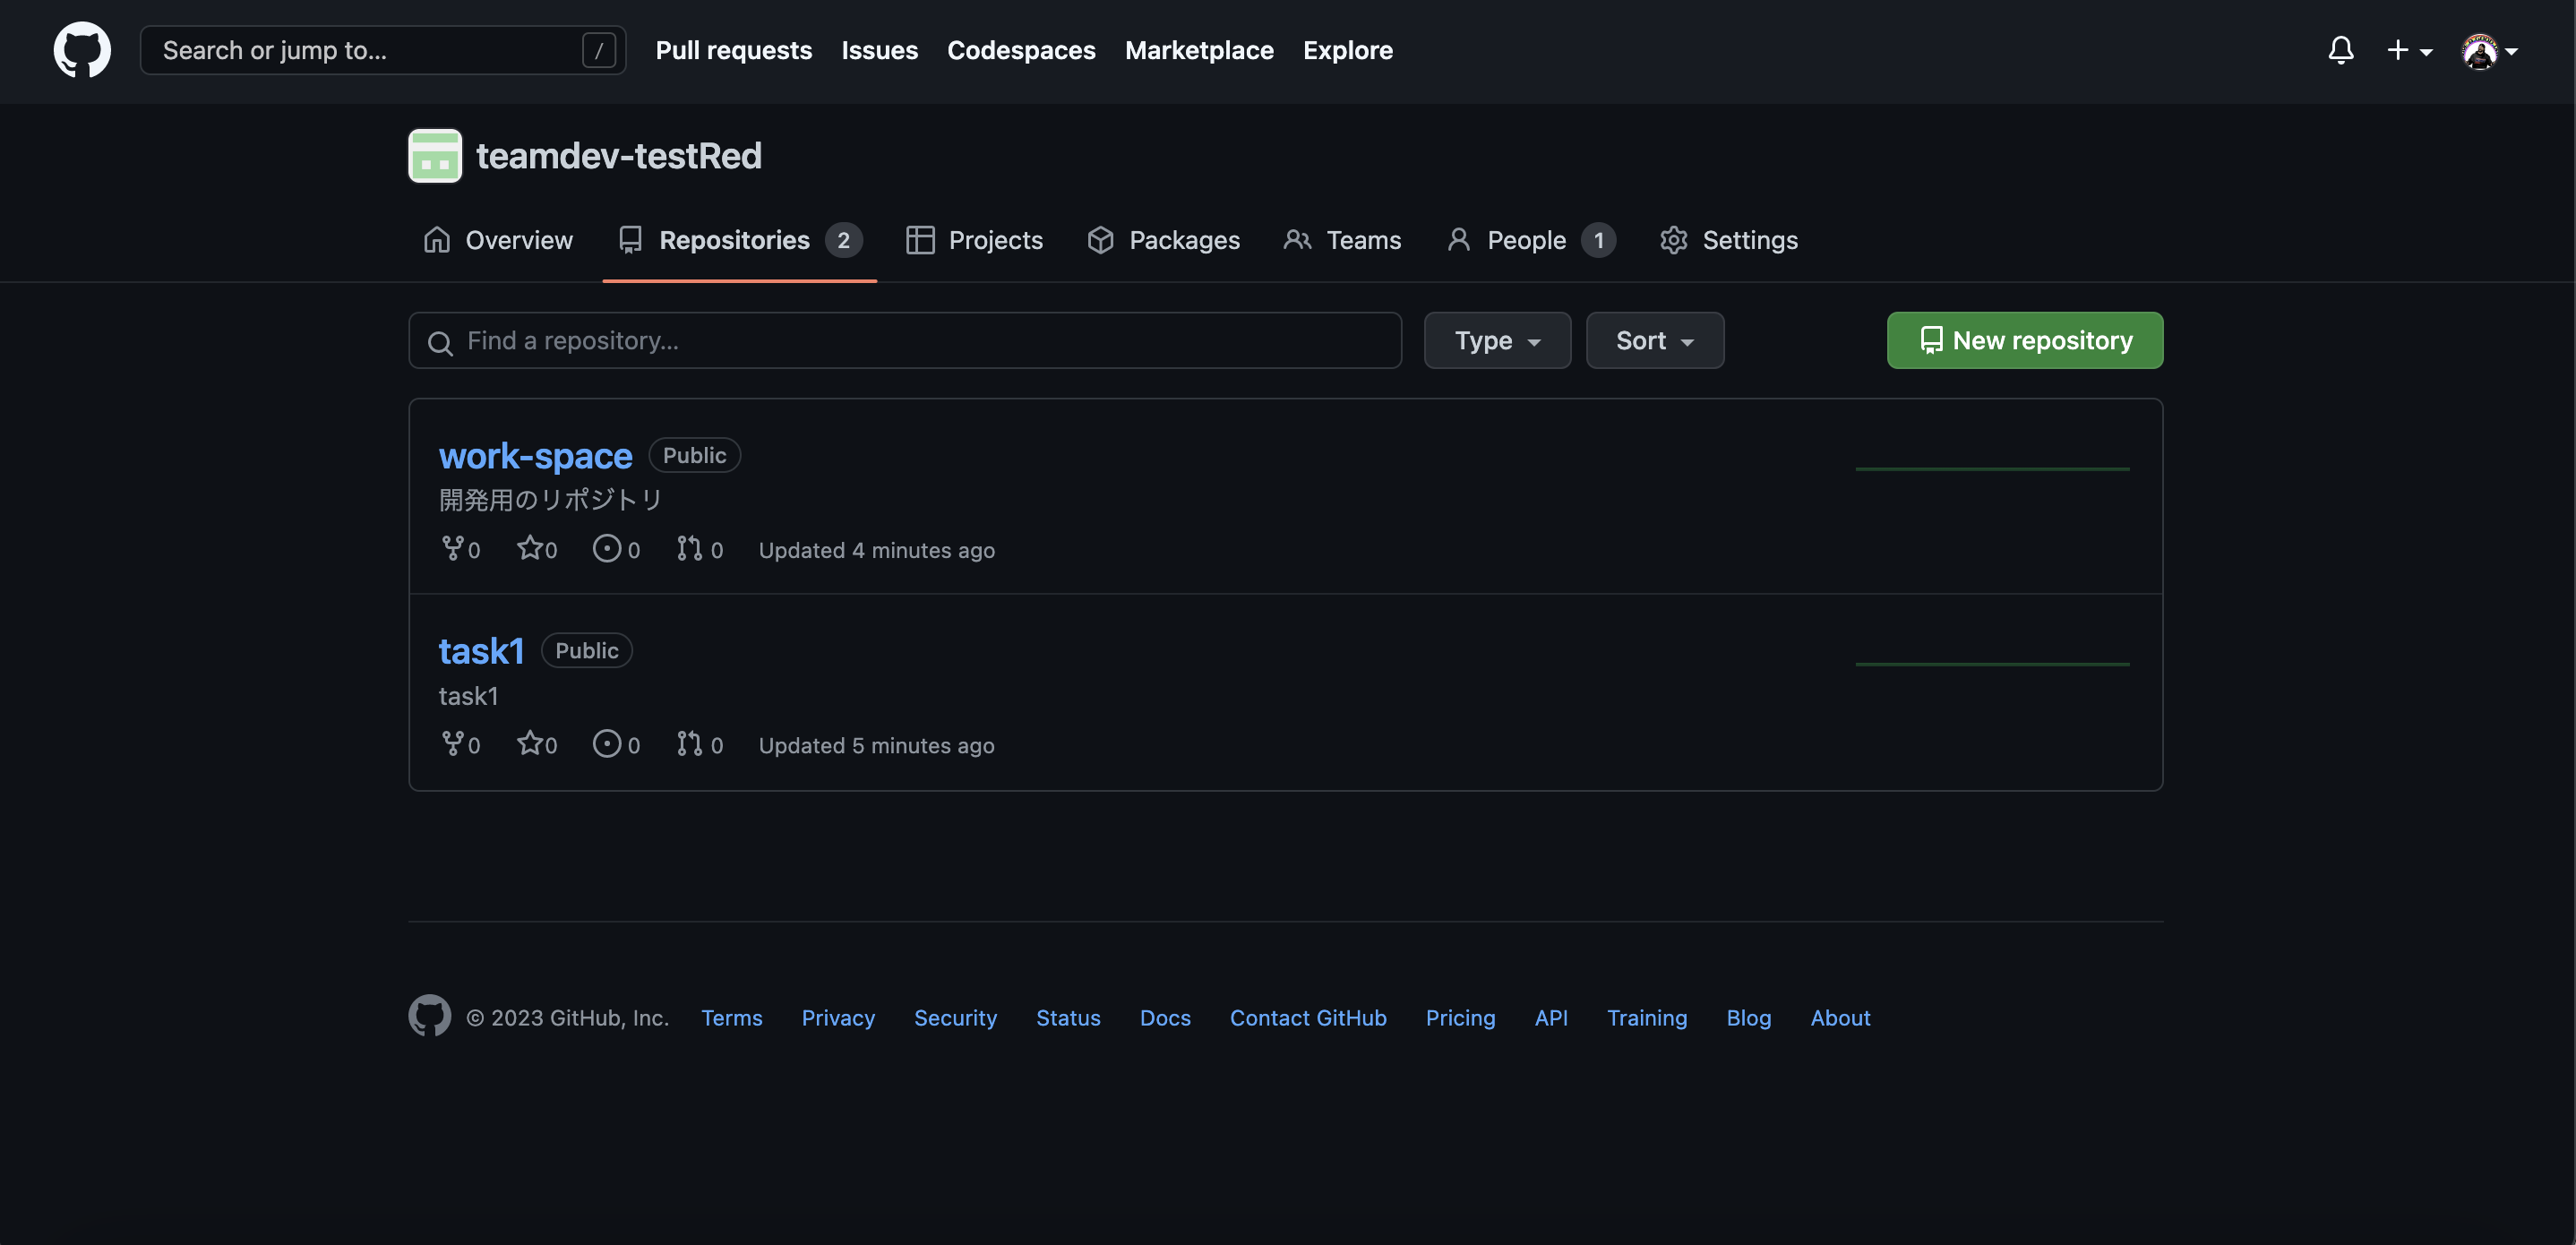 Search or jump to... / Pull requests Issues Codespaces Marketplace Explore
teamdev-testRed
Overview Repositories 2 Projects Packages Teams People 1 Settings
Find a repository... Type Sort New repository
work-space Public
開発用のリポジトリ
0 0 0 0 Updated 4 minutes ago
task1 Public
task1
0 0 0 0 Updated 5 minutes ago
© 2023 GitHub, Inc. Terms Privacy Security Status Docs Contact GitHub Pricing API Training Blog About